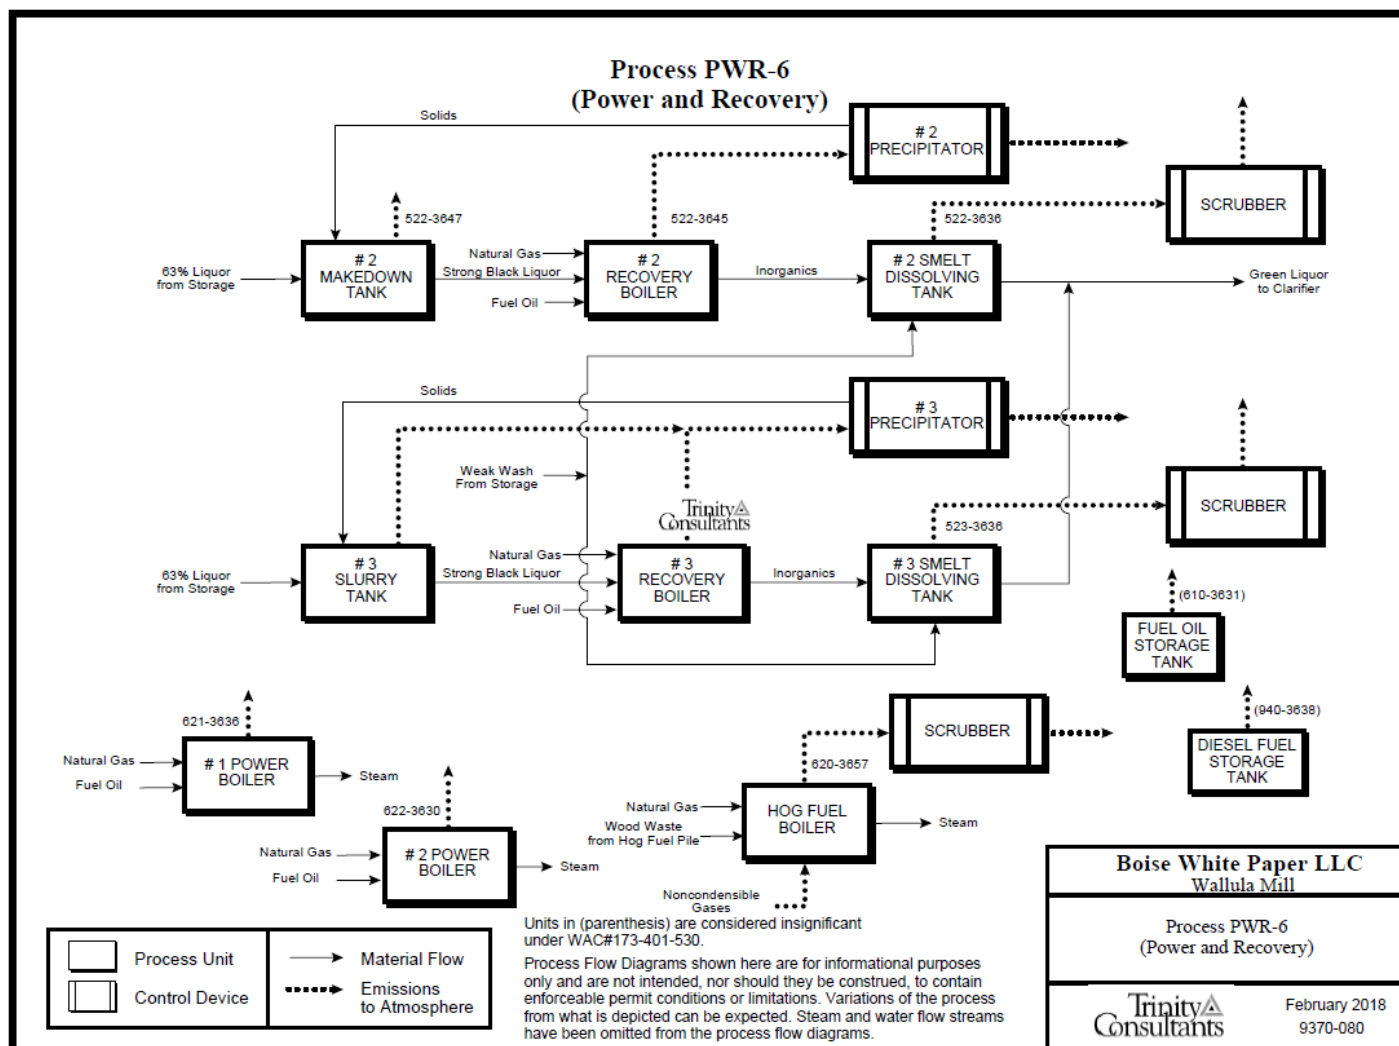 Process PWR-6
(Power and Recovery)
Solids
# 2
PRECIPITATOR
SCRUBBER
522-3647
522-3645
522-3636
63% Liquor
from Storage
# 2
MAKEDOWN
TANK
Natural Gas
Strong Black Liquor
Fuel Oil
# 2
RECOVERY
BOILER
Inorganics
# 2 SMELT
DISSOLVING
TANK
Green Liquor
to Clarifier
Solids
# 3
PRECIPITATOR
Weak Wash
From Storage
Trinity
Consultants
SCRUBBER
523-3636
63% Liquor
from Storage
# 3
SLURRY
TANK
Natural Gas
Strong Black Liquor
Fuel Oil
# 3
RECOVERY
BOILER
Inorganics
# 3 SMELT
DISSOLVING
TANK
(610-3631)
FUEL OIL
STORAGE
TANK
621-3636
Natural Gas
Fuel Oil
# 1 POWER
BOILER
Steam
622-3630
Natural Gas
Fuel Oil
# 2 POWER
BOILER
Steam
SCRUBBER
620-3657
Natural Gas
Wood Waste
from Hog Fuel Pile
HOG FUEL
BOILER
Steam
Noncondensible
Gases
(940-3638)
DIESEL FUEL
STORAGE
TANK
Units in (parenthesis) are considered insignificant
under WAC#173-401-530.
Process Flow Diagrams shown here are for informational purposes
only and are not intended, nor should they be construed, to contain
enforceable permit conditions or limitations. Variations of the process
from what is depicted can be expected. Steam and water flow streams
have been omitted from the process flow diagrams.
Process Unit
Control Device
Material Flow
Emissions
to Atmosphere
Boise White Paper LLC
Wallula Mill
Process PWR-6
(Power and Recovery)
Trinity
Consultants
February 2018
9370-080